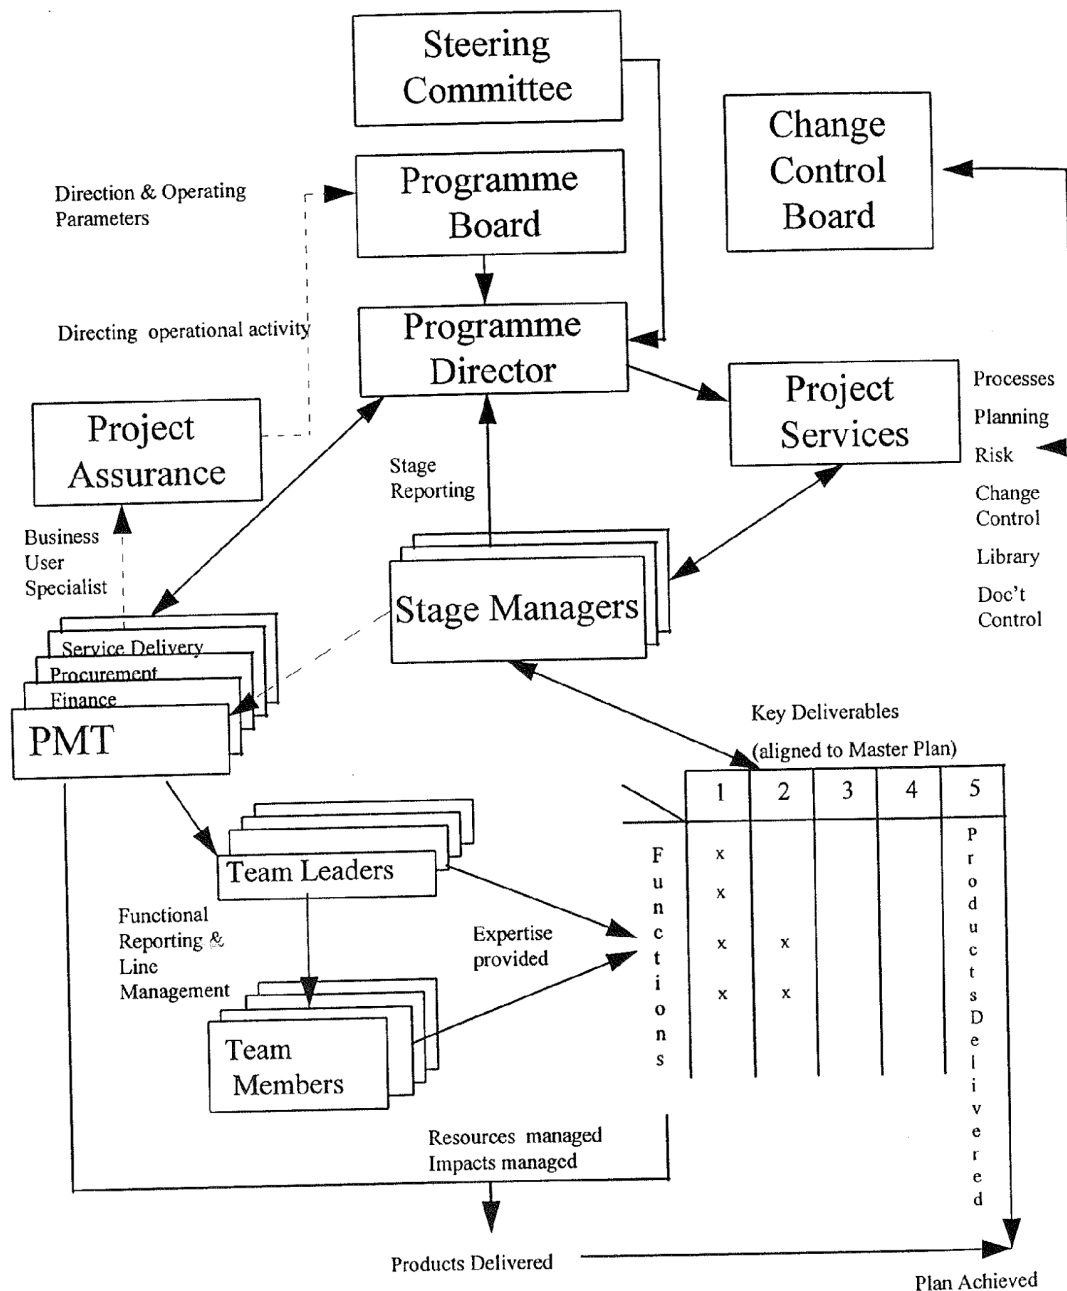 Steering
Committee
Change
Control
Board
Direction & Operating
Parameters
Programme
Board
Directing operational activity
Programme
Director
Project
Services
Processes
Planning
Risk
Change
Control
Library
Doc't
Control
Project
Assurance
Stage
Reporting
Business
User
Specialist
Stage Managers
Service Delivery
Procurement
Finance
PMT
Key Deliverables
(aligned to Master Plan)
1 2 3 4 5
Team Leaders
Functional
Reporting &
Line
Management
Expertise
provided
Functions
x
x
x x
x x
Products Delivered
Team
Members
Resources managed
Impacts managed
Products Delivered
Plan Achieved